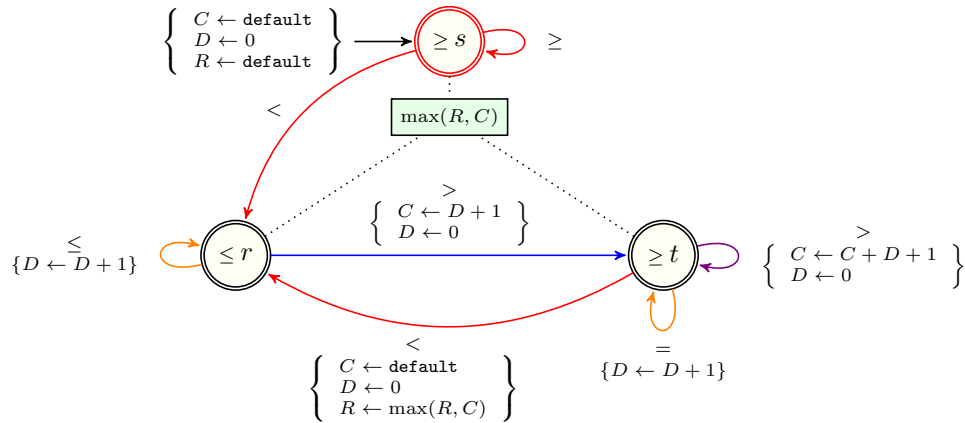 C ← default
D ← 0
R ← default
≥ s
≥
<
max(R, C)
>
C ← D + 1
D ← 0
≤
{D ← D + 1}
≤ r
≥ t
>
C ← C + D + 1
D ← 0
<
C ← default
D ← 0
R ← max(R, C)
=
{D ← D + 1}